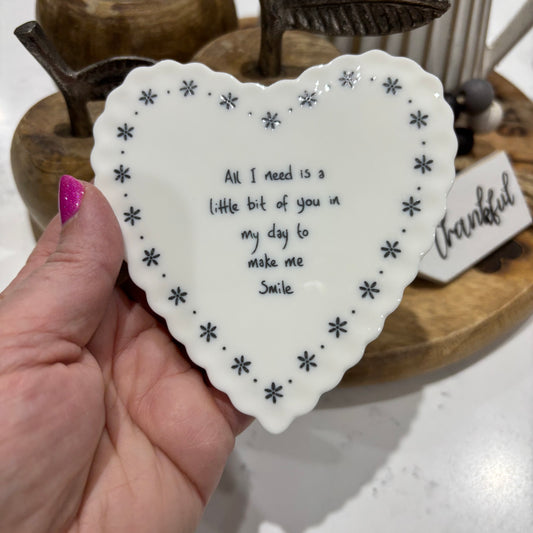 All I need is a
little bit of you in
my day to
make me
Smile
thankful